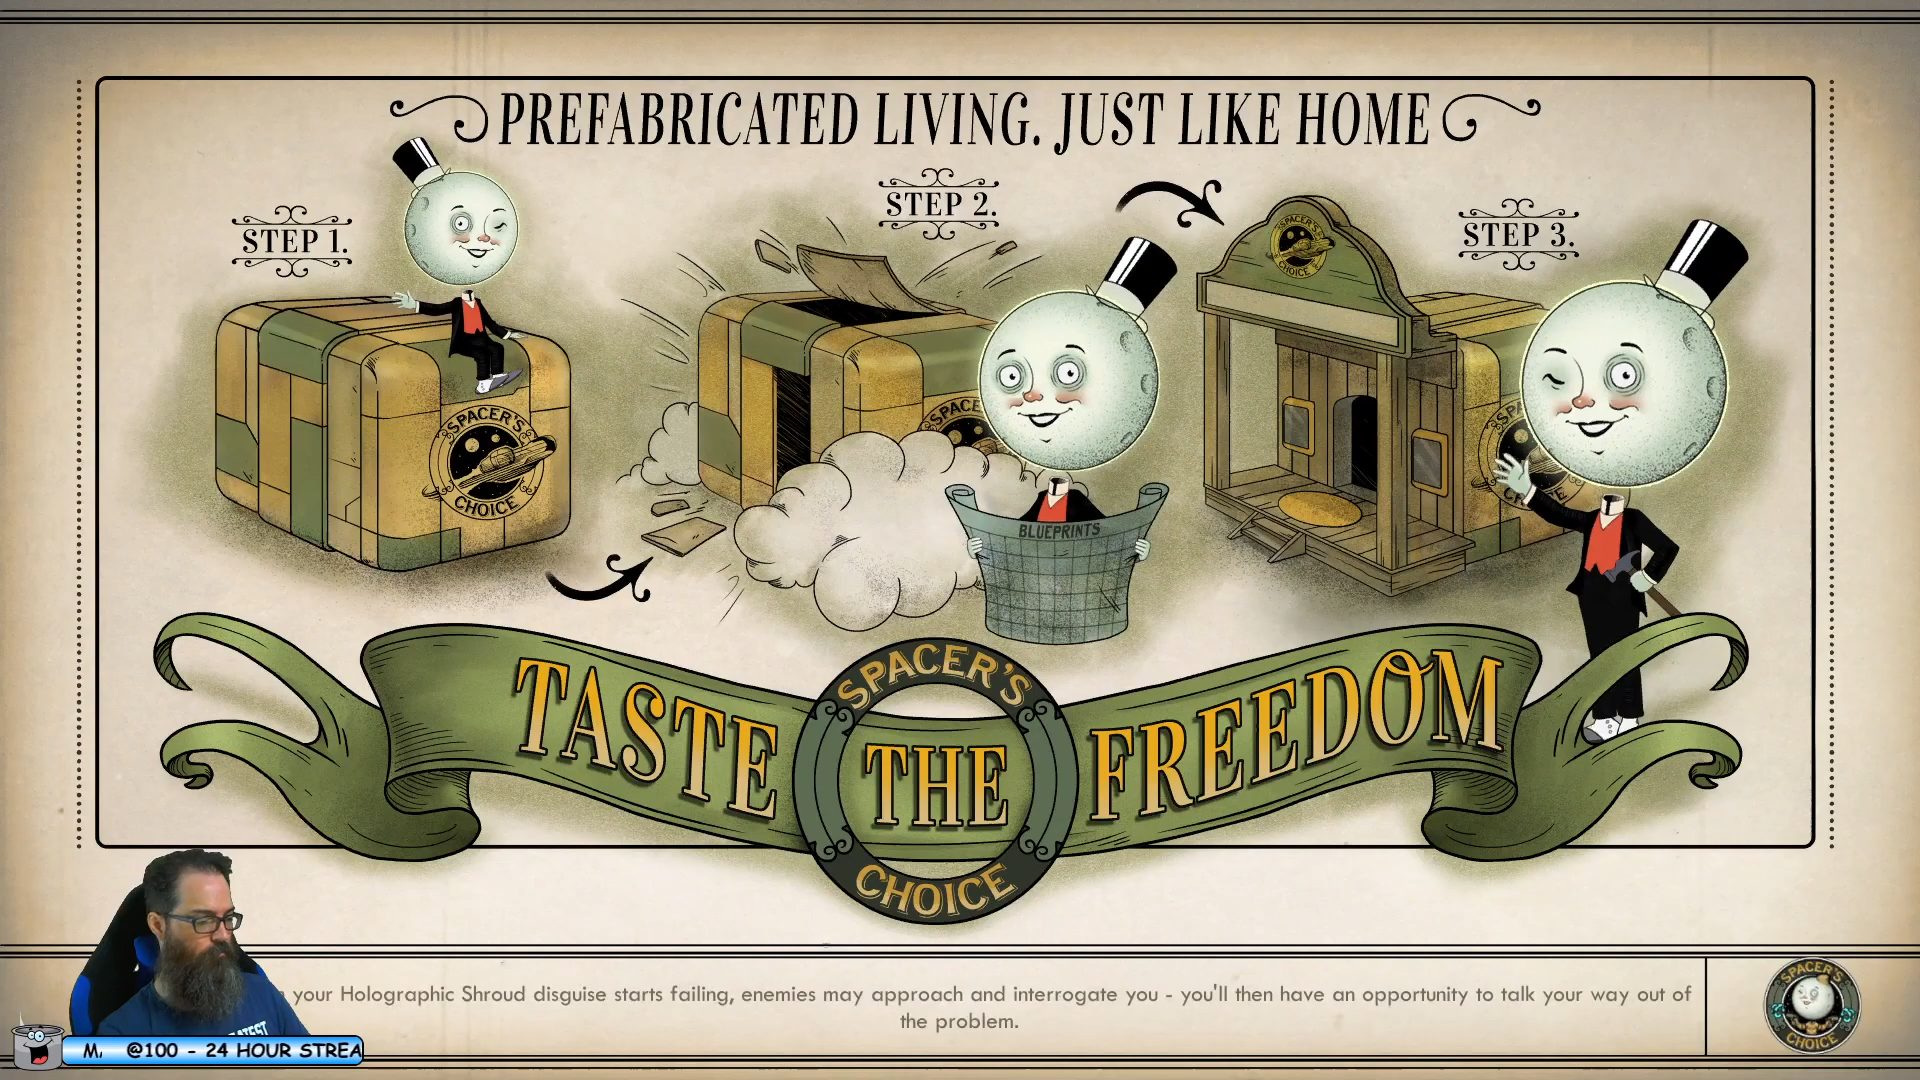 PREFABRICATED LIVING. JUST LIKE HOME
STEP 1.
STEP 2.
STEP 3.
SPACER'S
CHOICE
SPACER'S
CHOICE
BLUEPRINTS
SPACER'S
CHOICE
TASTE THE FREEDOM
SPACER'S
CHOICE
your Holographic Shroud disguise starts failing, enemies may approach and interrogate you - you'll then have an opportunity to talk your way out of
the problem.
SPACER'S
CHOICE
@100 - 24 HOUR STREA